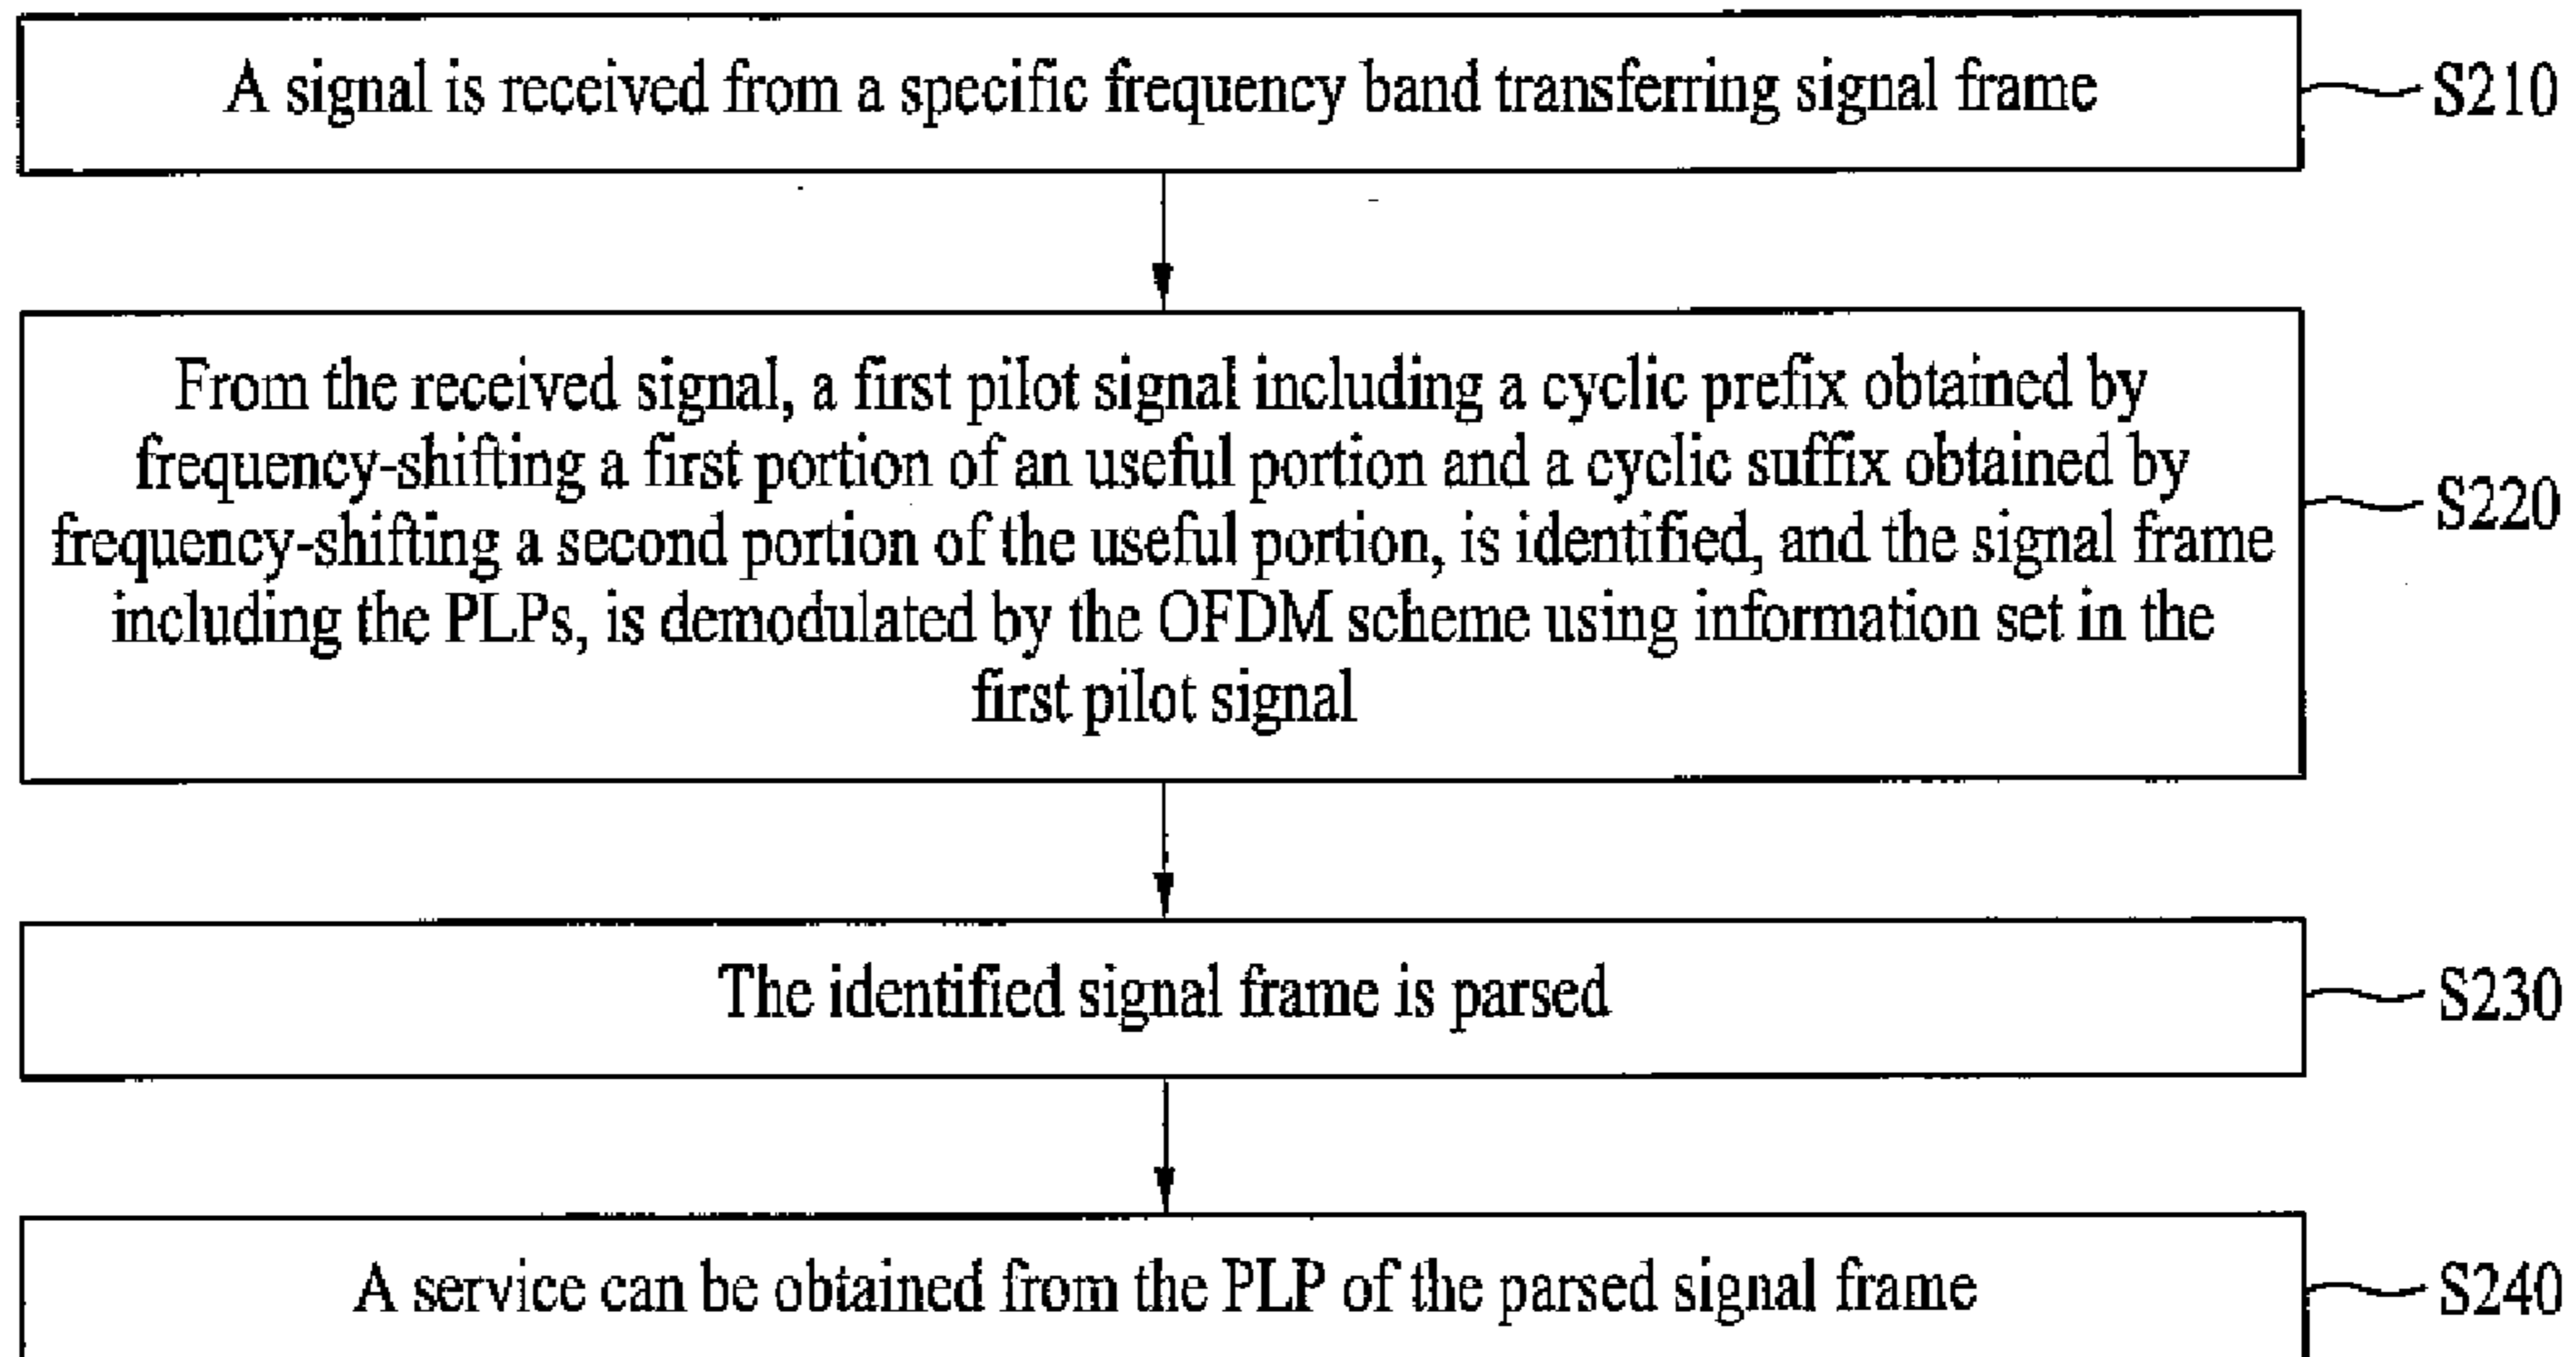 A signal is received from a specific frequency band transferring signal frame
S210
From the received signal, a first pilot signal including a cyclic prefix obtained by
frequency-shifting a first portion of an useful portion and a cyclic suffix obtained by
frequency-shifting a second portion of the useful portion, is identified, and the signal frame
including the PLPs, is demodulated by the OFDM scheme using information set in the
first pilot signal
S220
The identified signal frame is parsed
S230
A service can be obtained from the PLP of the parsed signal frame
S240